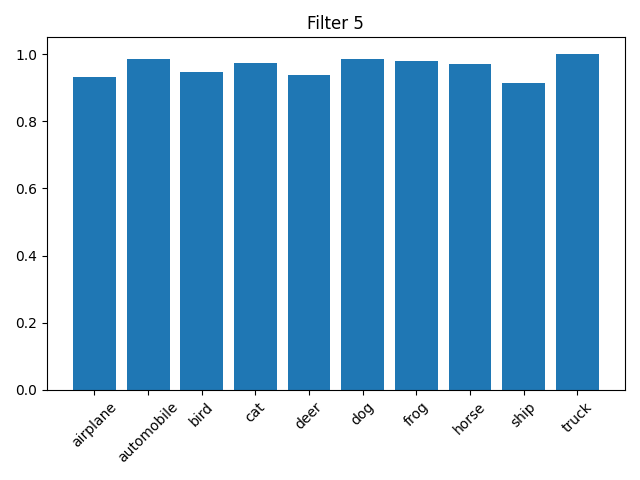 Filter 5
1.0
0.8
0.6
0.4
0.2
0.0
airplane
automobile
bird
cat
deer
dog
frog
horse
ship
truck